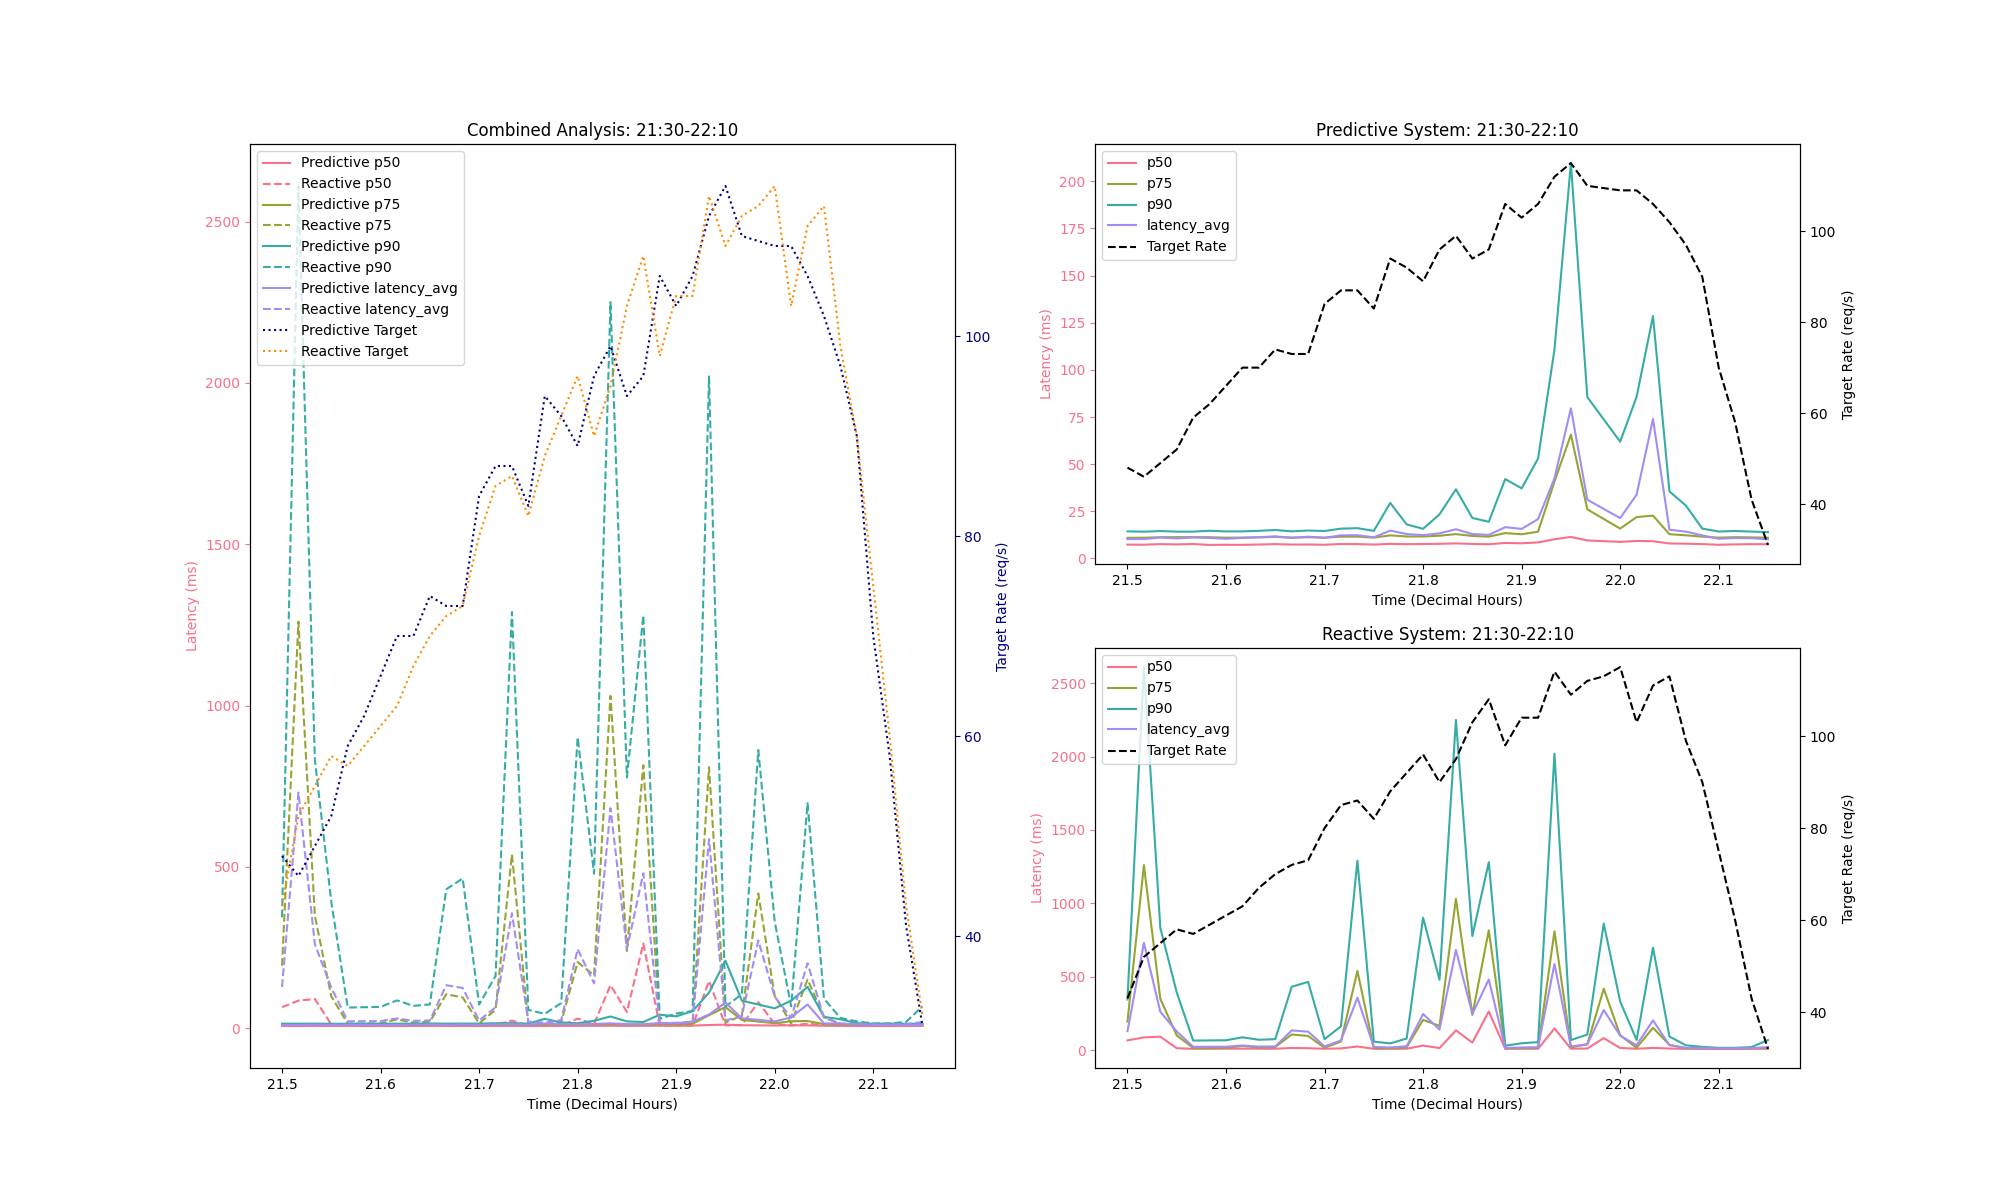 Combined Analysis: 21:30-22:10
Predictive p50
Reactive p50
Predictive p75
Reactive p75
Predictive p90
Reactive p90
Predictive latency_avg
Reactive latency_avg
Predictive Target
Reactive Target
2500
2000
1500
1000
500
0
Latency (ms)
100
80
60
40
Target Rate (req/s)
21.5 21.6 21.7 21.8 21.9 22.0 22.1
Time (Decimal Hours)
Predictive System: 21:30-22:10
p50
p75
p90
latency_avg
Target Rate
200
175
150
125
100
75
50
25
0
Latency (ms)
100
80
60
40
Target Rate (req/s)
21.5 21.6 21.7 21.8 21.9 22.0 22.1
Time (Decimal Hours)
Reactive System: 21:30-22:10
p50
p75
p90
latency_avg
Target Rate
2500
2000
1500
1000
500
0
Latency (ms)
100
80
60
40
Target Rate (req/s)
21.5 21.6 21.7 21.8 21.9 22.0 22.1
Time (Decimal Hours)